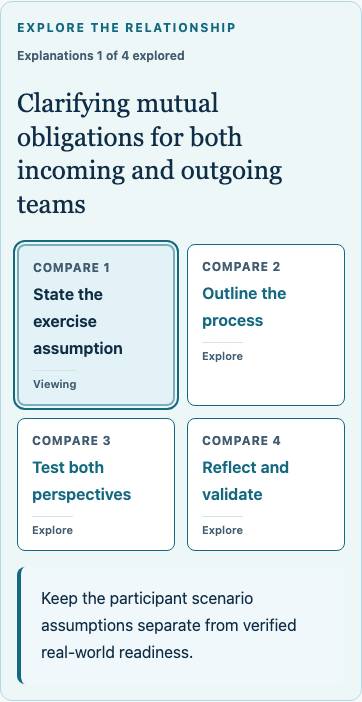 EXPLORE THE RELATIONSHIP
Explanations 1 of 4 explored
Clarifying mutual
obligations for both
incoming and outgoing
teams
COMPARE 1
State the
exercise
assumption
Viewing
COMPARE 2
Outline the
process
Explore
COMPARE 3
Test both
perspectives
Explore
COMPARE 4
Reflect and
validate
Explore
Keep the participant scenario
assumptions separate from verified
real-world readiness.